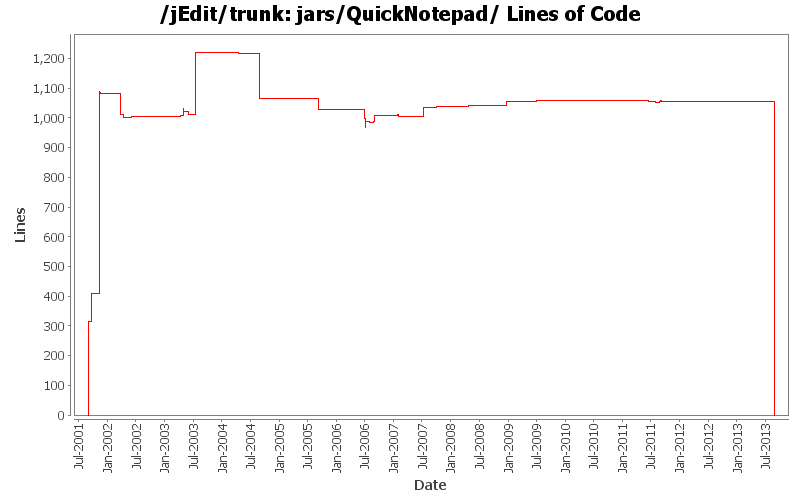 /jEdit/trunk: jars/QuickNotepad/ Lines of Code
1,200
1,100
1,000
900
800
700
600
500
400
300
200
100
0
Lines
Jul-2001
Jan-2002
Jul-2002
Jan-2003
Jul-2003
Jan-2004
Jul-2004
Jan-2005
Jul-2005
Jan-2006
Jul-2006
Jan-2007
Jul-2007
Jan-2008
Jul-2008
Jan-2009
Jul-2009
Jan-2010
Jul-2010
Jan-2011
Jul-2011
Jan-2012
Jul-2012
Jan-2013
Jul-2013
Date